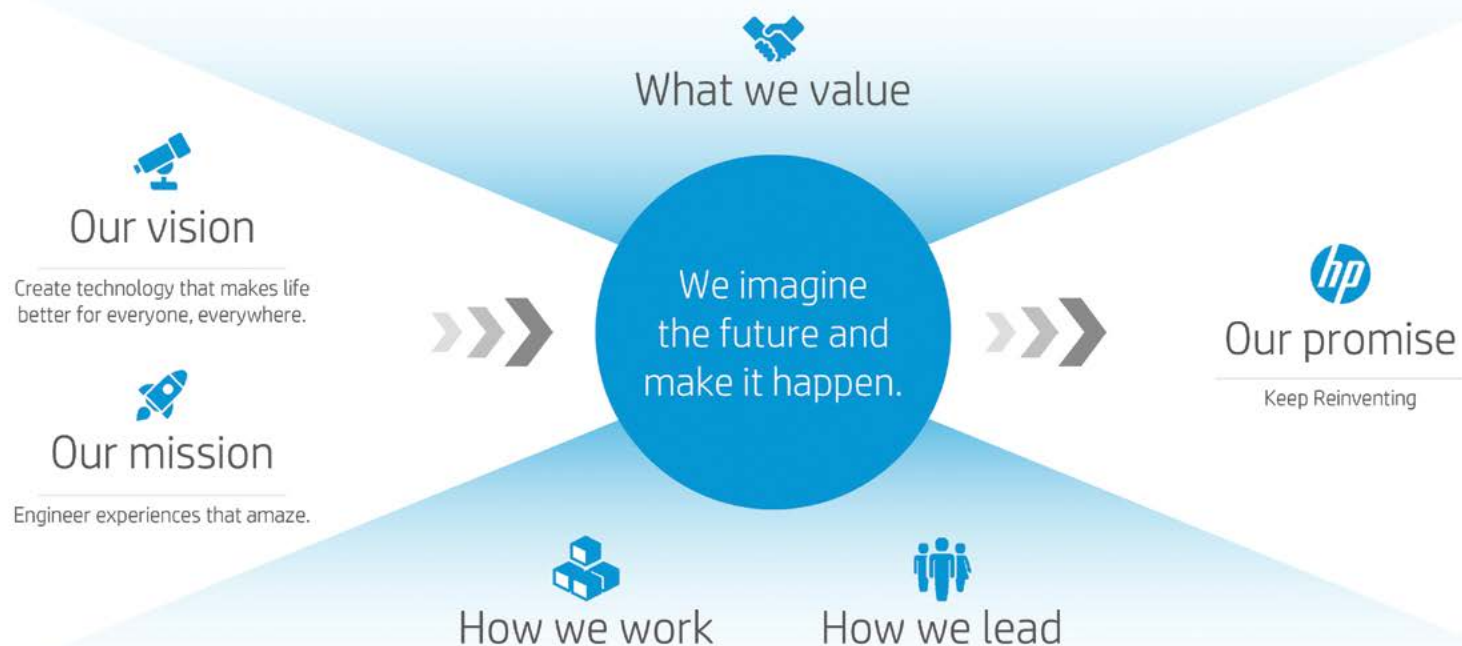 What we value
Our vision
Create technology that makes life
better for everyone, everywhere.
Our mission
Engineer experiences that amaze.
We imagine
the future and
make it happen.
hp
Our promise
Keep Reinventing
How we work
How we lead